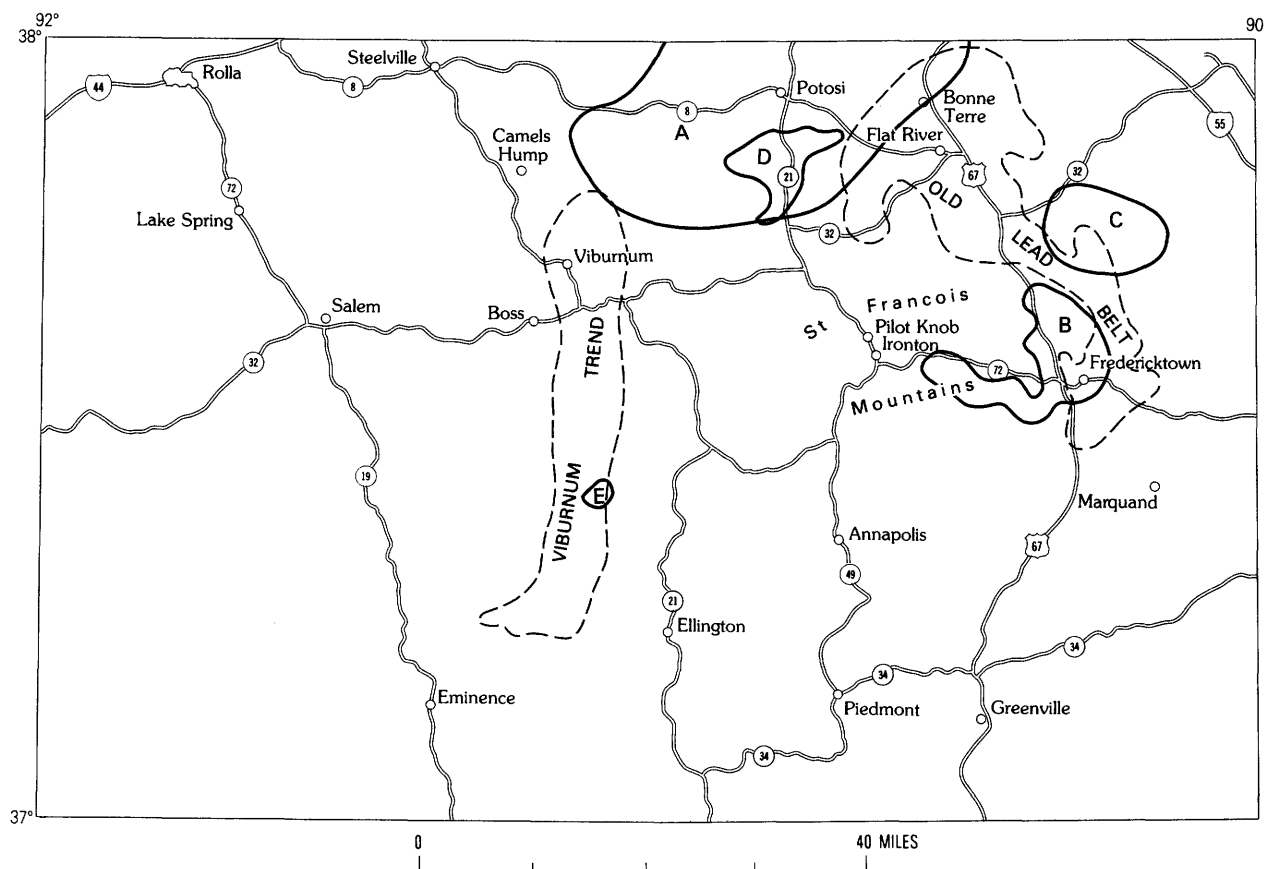 92°
90
38°
Steelville
Rolla
44
8
Potosi
Bonne
Terre
8
A
55
Camels
Hump
Flat River
D
21
67
32
72
Lake Spring
OLD
C
32
LEAD
Viburnum
Salem
Boss
Francois
St
BELT
B
Pilot Knob
Ironton
TREND
32
72
Fredericktown
Mountains
19
VIBURNUM
E
Marquand
Annapolis
67
49
21
Ellington
34
34
Eminence
Piedmont
Greenville
34
37°
0
40 MILES